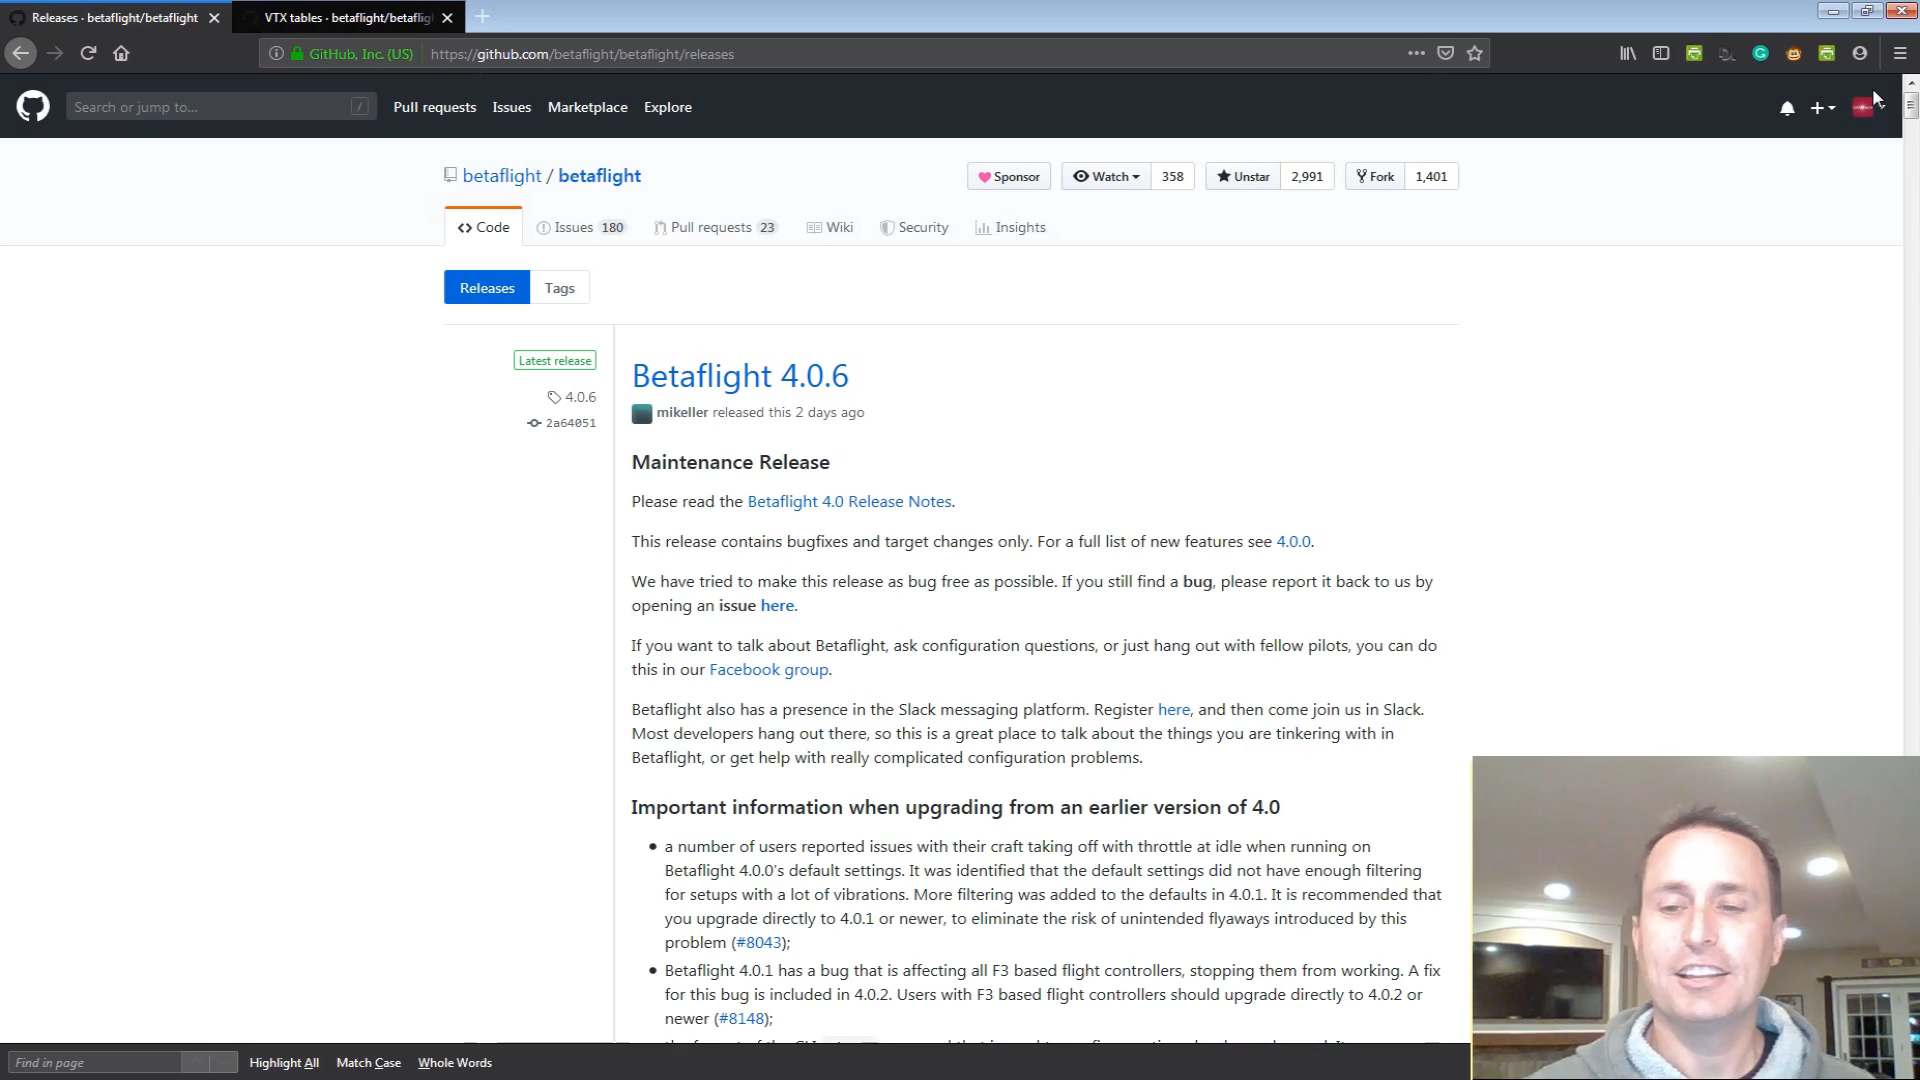 Releases · betaflight/betaflight
VTX tables · betaflight/betaflig
GitHub, Inc. (US)
https://github.com/betaflight/betaflight/releases
Search or jump to...
/
Pull requests
Issues
Marketplace
Explore
betaflight / betaflight
Sponsor
Watch
358
Unstar
2,991
Fork
1,401
Code
Issues 180
Pull requests 23
Wiki
Security
Insights
Releases
Tags
Latest release
4.0.6
2a64051
Betaflight 4.0.6
mikeller released this 2 days ago
Maintenance Release
Please read the Betaflight 4.0 Release Notes.
This release contains bugfixes and target changes only. For a full list of new features see 4.0.0.
We have tried to make this release as bug free as possible. If you still find a bug, please report it back to us by
opening an issue here.
If you want to talk about Betaflight, ask configuration questions, or just hang out with fellow pilots, you can do
this in our Facebook group.
Betaflight also has a presence in the Slack messaging platform. Register here, and then come join us in Slack.
Most developers hang out there, so this is a great place to talk about the things you are tinkering with in
Betaflight, or get help with really complicated configuration problems.
Important information when upgrading from an earlier version of 4.0
• a number of users reported issues with their craft taking off with throttle at idle when running on
Betaflight 4.0.0's default settings. It was identified that the default settings did not have enough filtering
for setups with a lot of vibrations. More filtering was added to the defaults in 4.0.1. It is recommended that
you upgrade directly to 4.0.1 or newer, to eliminate the risk of unintended flyaways introduced by this
problem (#8043);
• Betaflight 4.0.1 has a bug that is affecting all F3 based flight controllers, stopping them from working. A fix
for this bug is included in 4.0.2. Users with F3 based flight controllers should upgrade directly to 4.0.2 or
newer (#8148);
Find in page
Highlight All
Match Case
Whole Words